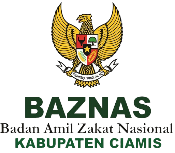 BAZNAS
Badan Amil Zakat Nasional
KABUPATEN CIAMIS